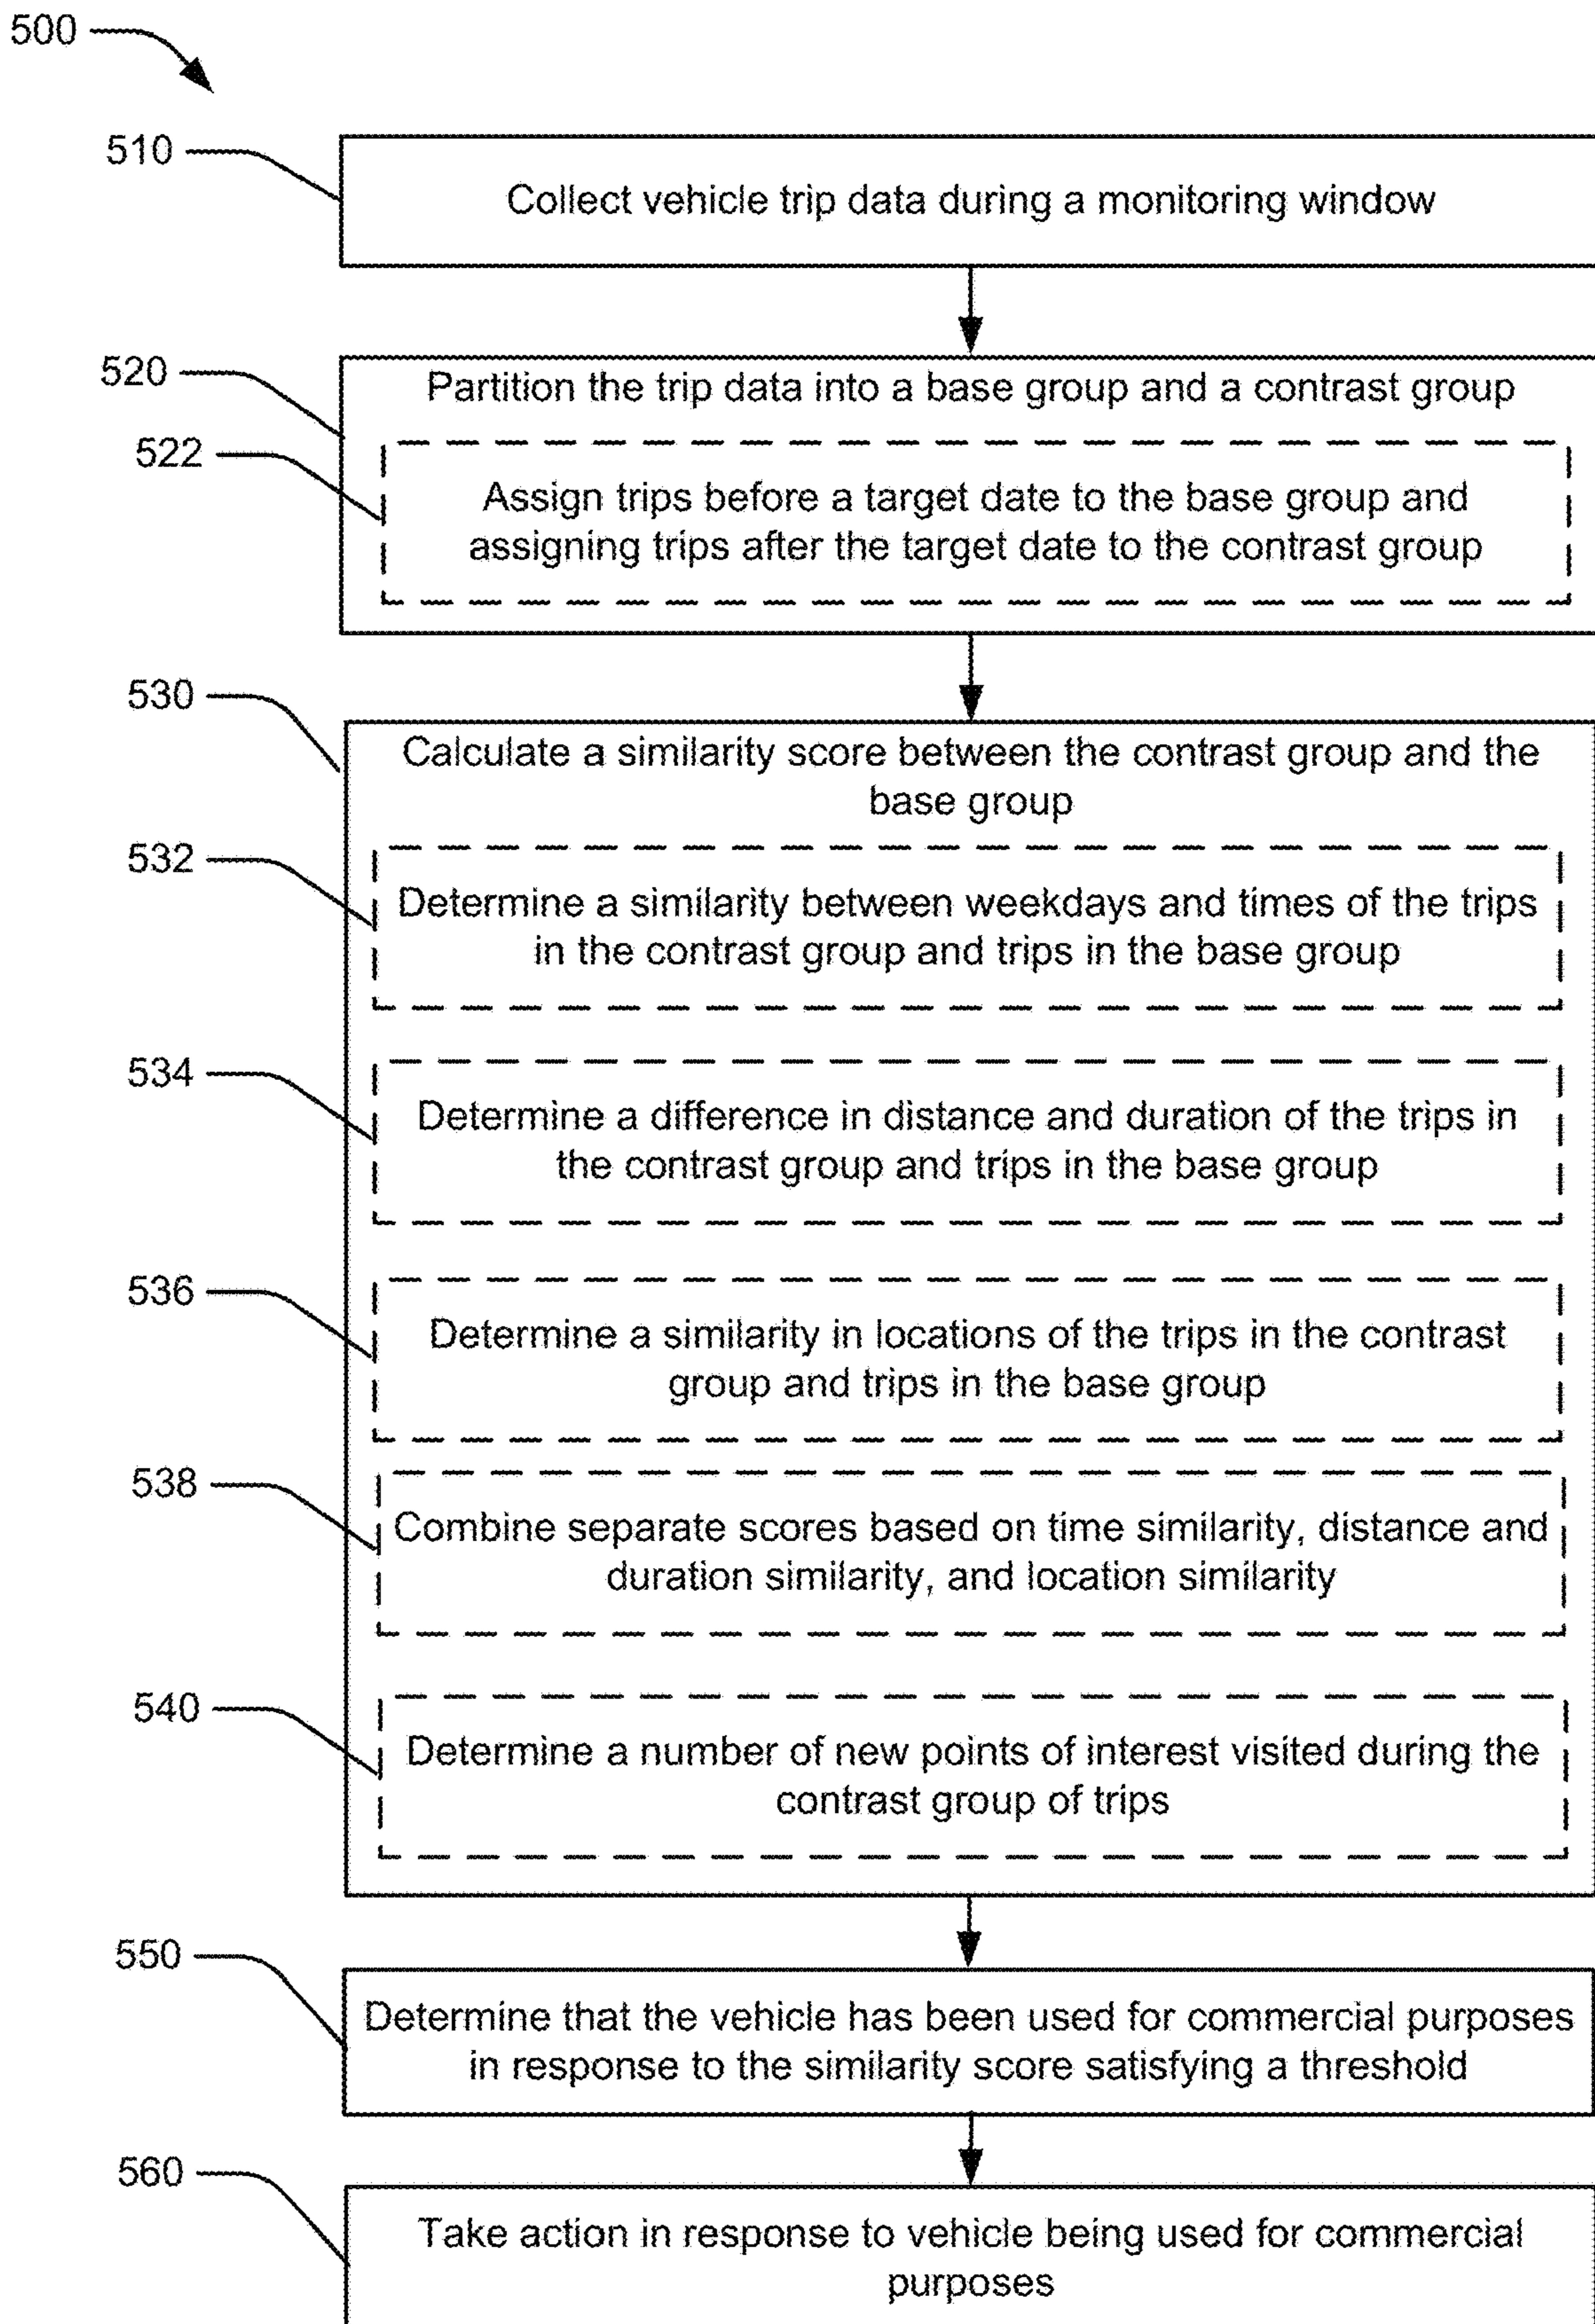 500
510
Collect vehicle trip data during a monitoring window
520
Partition the trip data into a base group and a contrast group
522
Assign trips before a target date to the base group and
assigning trips after the target date to the contrast group
530
Calculate a similarity score between the contrast group and the
base group
532
Determine a similarity between weekdays and times of the trips
in the contrast group and trips in the base group
534
Determine a difference in distance and duration of the trips in
the contrast group and trips in the base group
536
Determine a similarity in locations of the trips in the contrast
group and trips in the base group
538
Combine separate scores based on time similarity, distance and
duration similarity, and location similarity
540
Determine a number of new points of interest visited during the
contrast group of trips
550
Determine that the vehicle has been used for commercial purposes
in response to the similarity score satisfying a threshold
560
Take action in response to vehicle being used for commercial
purposes